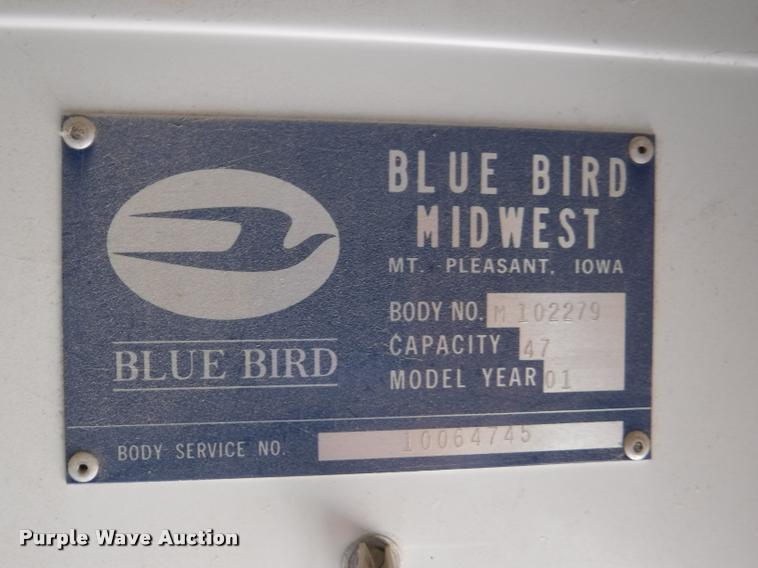 BLUE BIRD
MIDWEST
MT. PLEASANT, IOWA
BODY NO. M 102279
CAPACITY 47
MODEL YEAR 01
BLUE BIRD
BODY SERVICE NO. 10064745
Purple Wave Auction